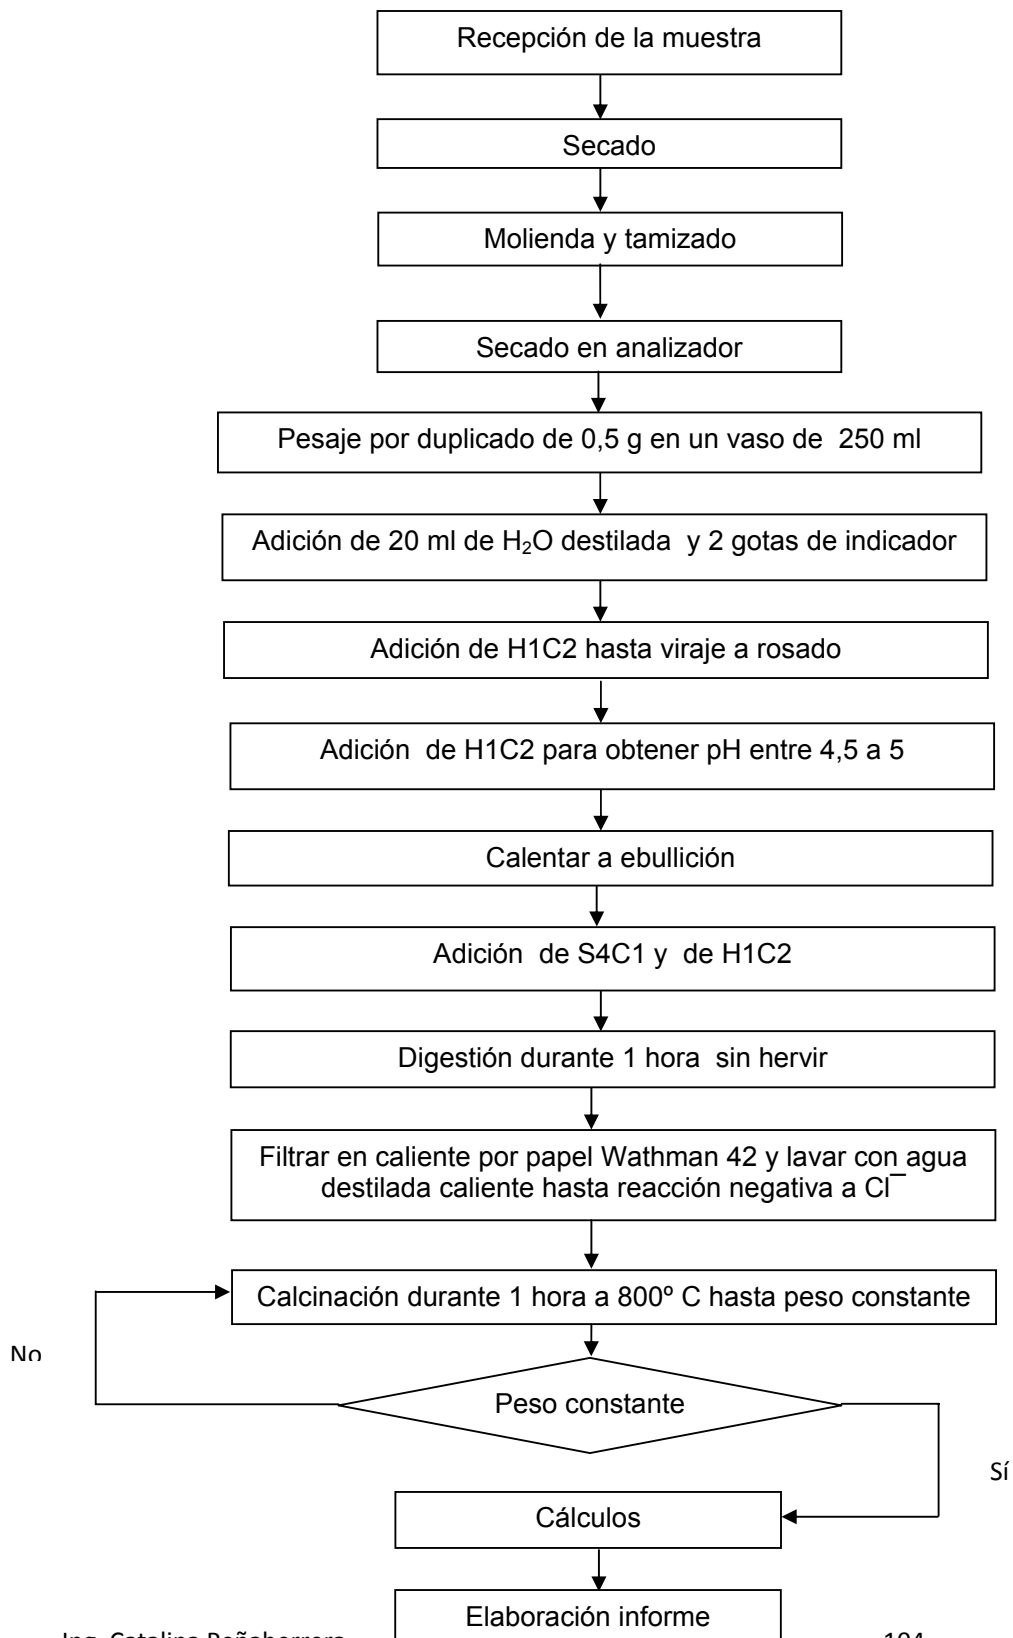 Recepción de la muestra
Secado
Molienda y tamizado
Secado en analizador
Pesaje por duplicado de 0,5 g en un vaso de 250 ml
Adición de 20 ml de H₂O destilada y 2 gotas de indicador
Adición de H1C2 hasta viraje a rosado
Adición de H1C2 para obtener pH entre 4,5 a 5
Calentar a ebullición
Adición de S4C1 y de H1C2
Digestión durante 1 hora sin hervir
Filtrar en caliente por papel Wathman 42 y lavar con agua
destilada caliente hasta reacción negativa a Cl¯
Calcinación durante 1 hora a 800º C hasta peso constante
No
Peso constante
Sí
Cálculos
Elaboración informe
Ing. Catalina Peñaherrera 104